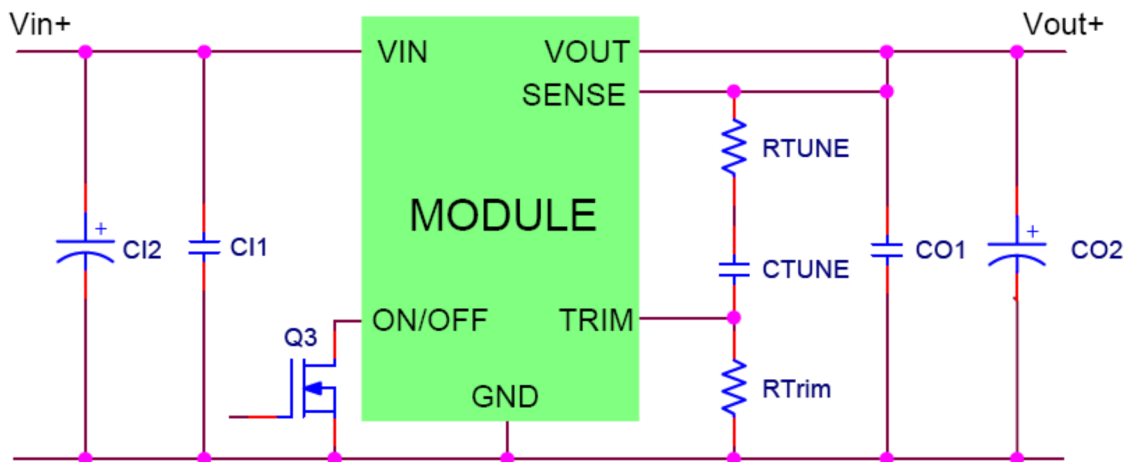 Vin+
Vout+
VIN
VOUT
SENSE
RTUNE
MODULE
+
CI2
CI1
CTUNE
CO1
+
CO2
ON/OFF
TRIM
Q3
GND
RTrim